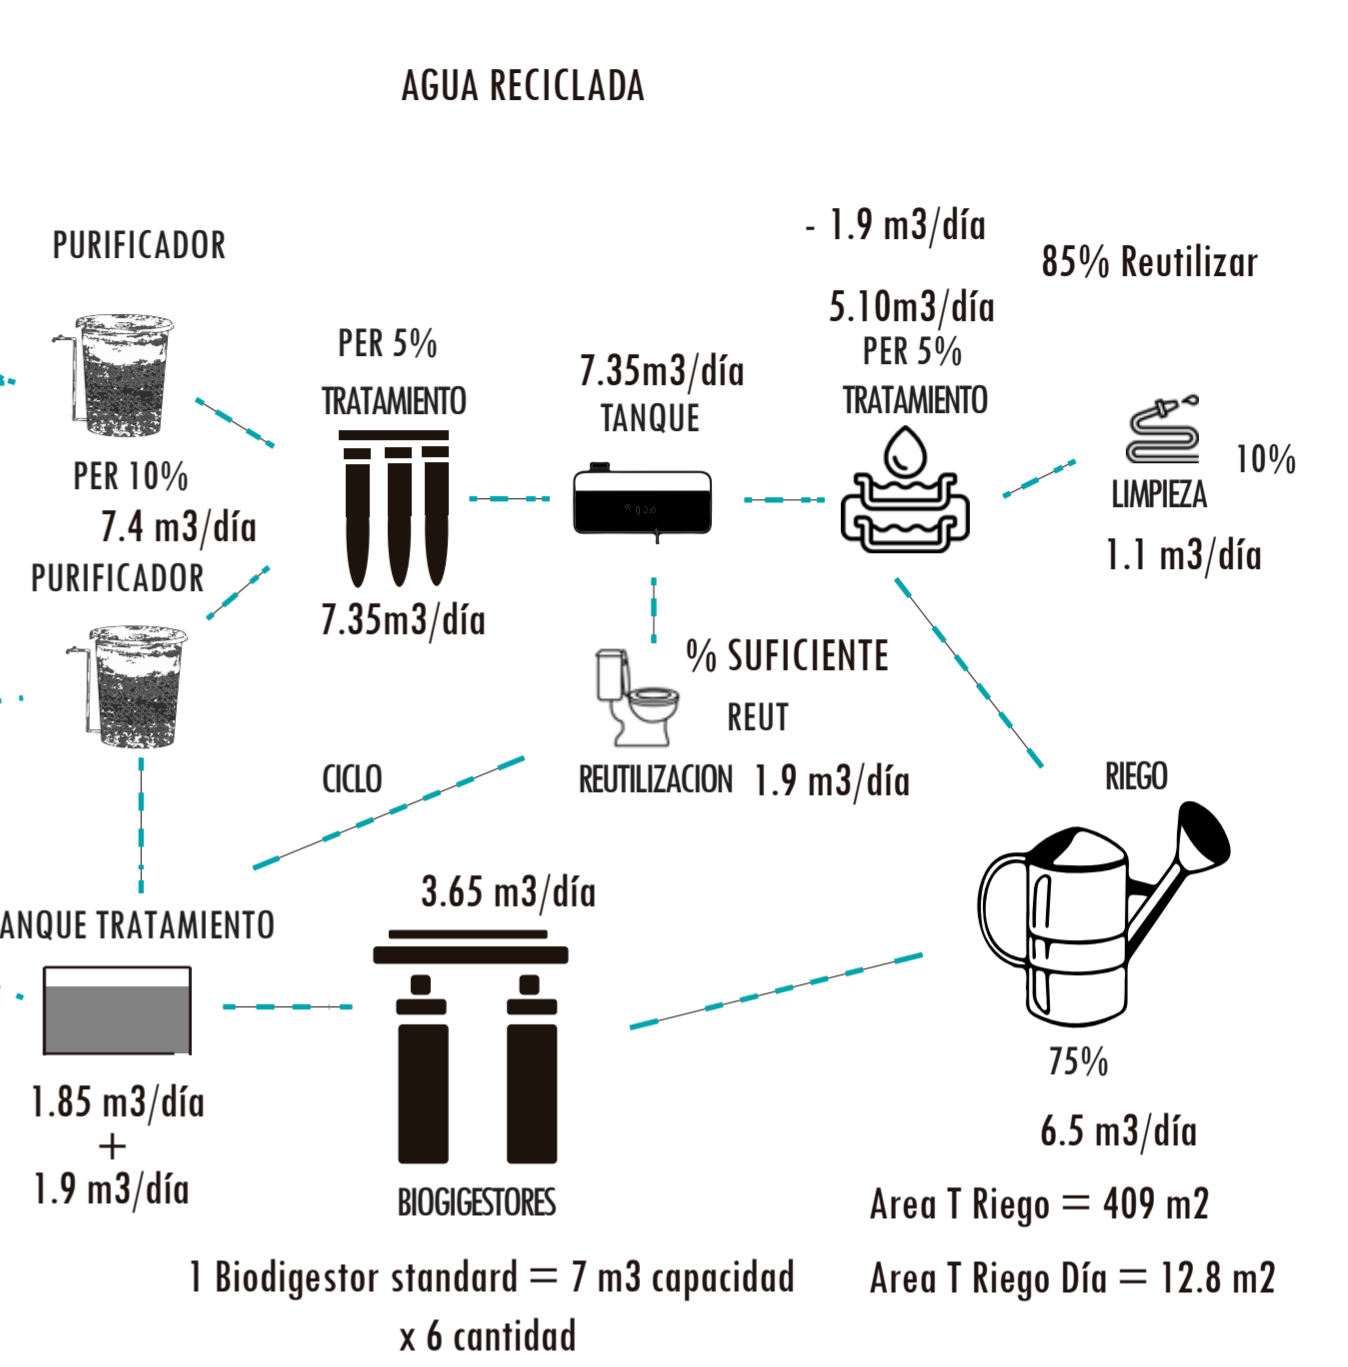 AGUA RECICLADA
PURIFICADOR
PER 10%
7.4 m3/día
PURIFICADOR
PER 5%
TRATAMIENTO
7.35m3/día
7.35m3/día
TANQUE
- 1.9 m3/día
5.10m3/día
PER 5%
TRATAMIENTO
85% Reutilizar
LIMPIEZA
10%
1.1 m3/día
% SUFICIENTE
REUT
REUTILIZACION 1.9 m3/día
CICLO
RIEGO
ANQUE TRATAMIENTO
1.85 m3/día
+
1.9 m3/día
3.65 m3/día
BIOGIGESTORES
1 Biodigestor standard = 7 m3 capacidad
x 6 cantidad
75%
6.5 m3/día
Area T Riego = 409 m2
Area T Riego Día = 12.8 m2